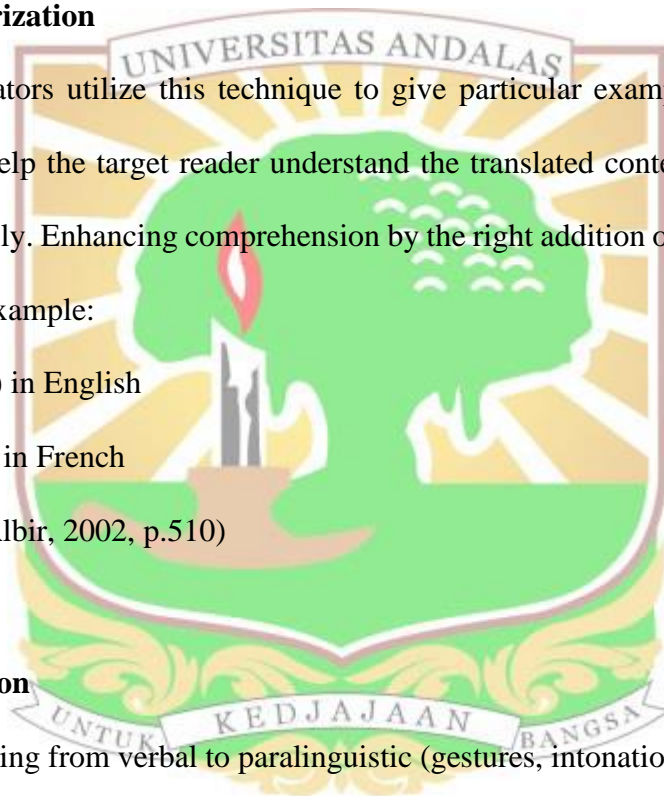 rization
UNIVERSITAS ANDALAS
ators utilize this technique to give particular exam
elp the target reader understand the translated conte
ly. Enhancing comprehension by the right addition o
xample:
) in English
in French
Albir, 2002, p.510)
on
UNTUK KEDJAJAAN BANGSA
ing from verbal to paralinguistic (gestures, intonatio